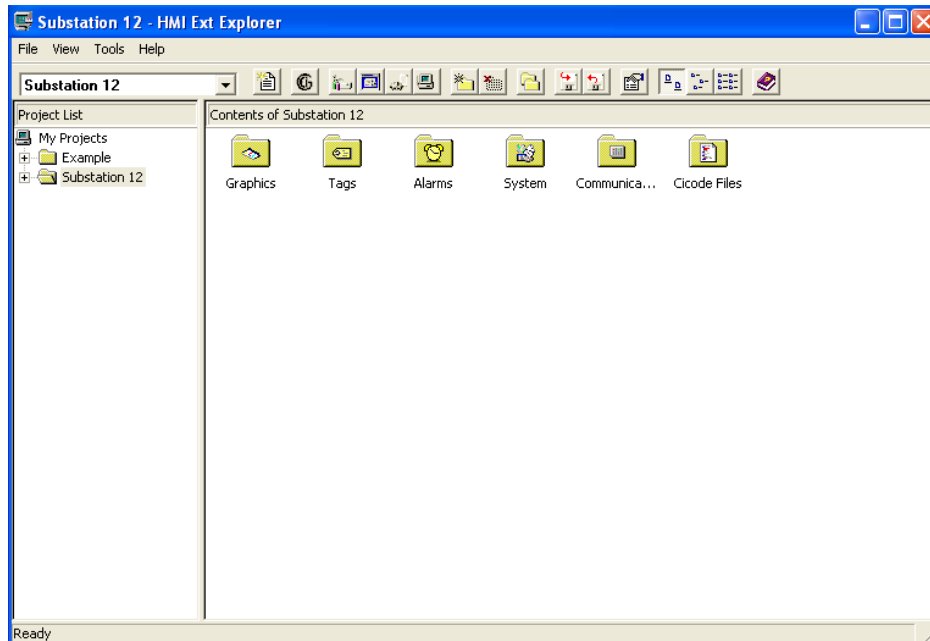 Substation 12 - HMI Ext Explorer
File View Tools Help
Substation 12
Project List
Contents of Substation 12
My Projects
Example
Substation 12
Graphics Tags Alarms System Communica... Cicode Files
Ready